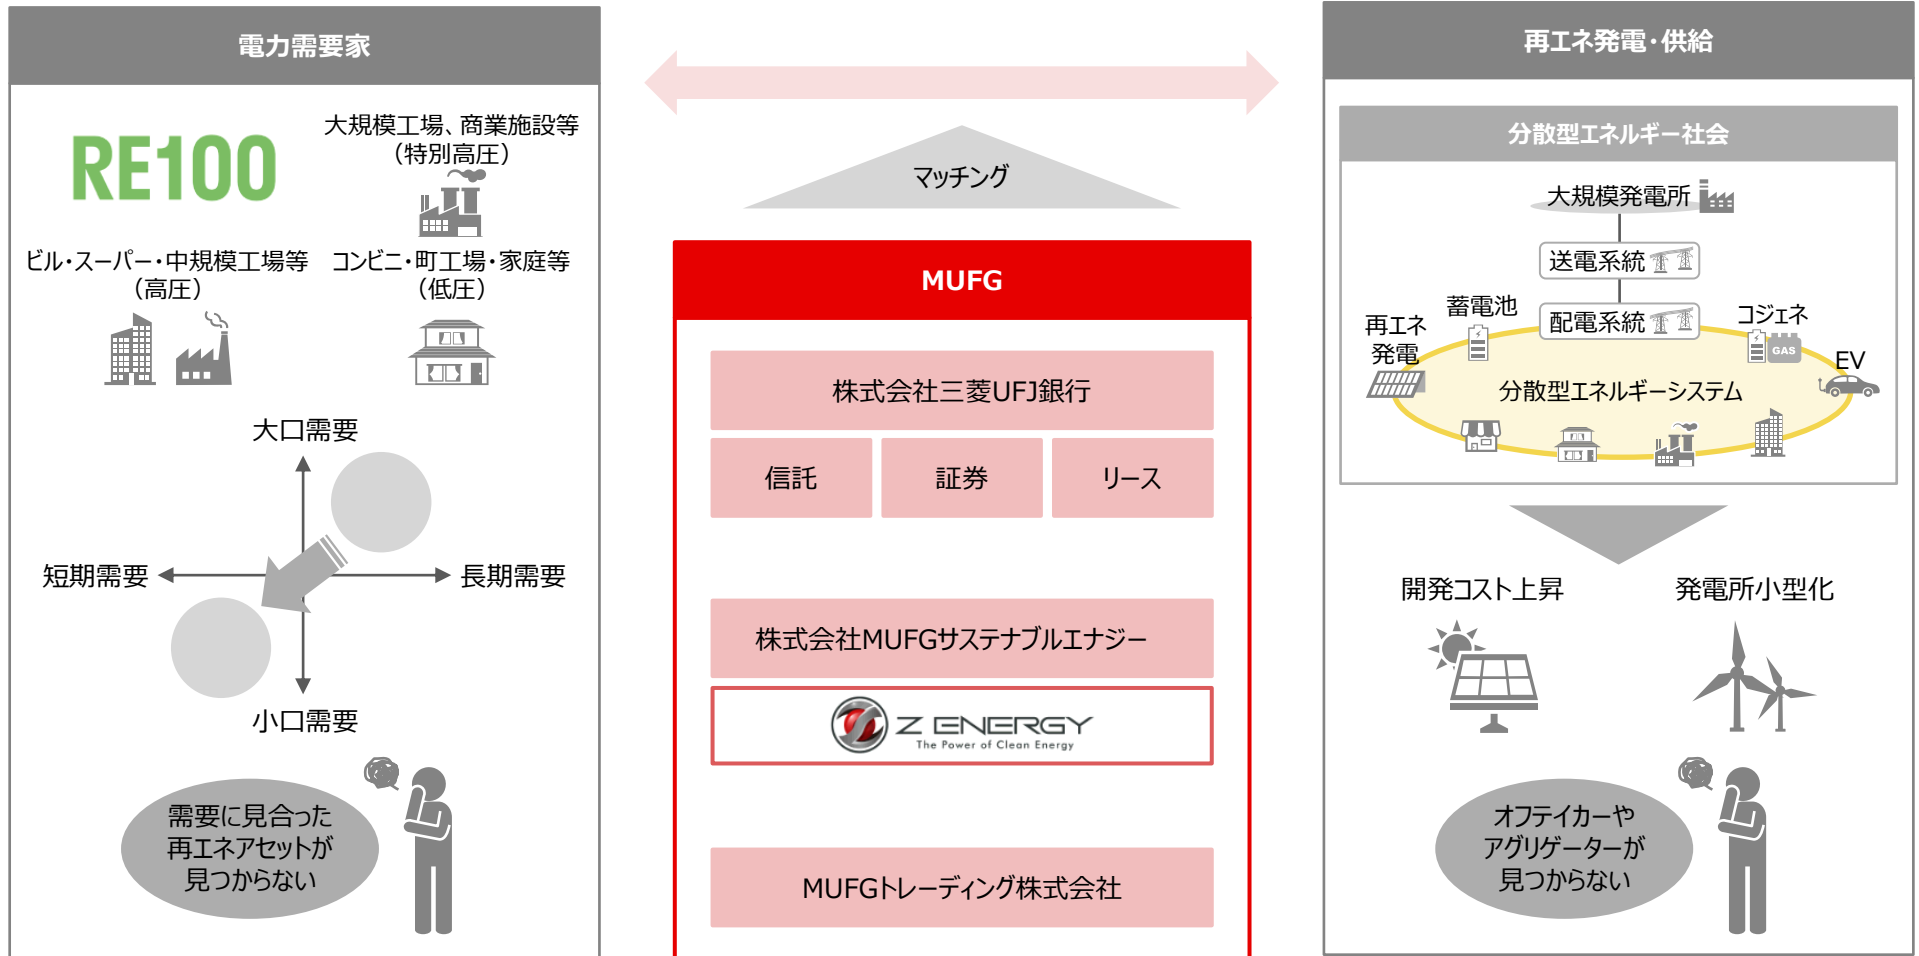 電力需要家
RE100
大規模工場、商業施設等
（特別高圧）
ビル・スーパー・中規模工場等
（高圧）
コンビニ・町工場・家庭等
（低圧）
大口需要
短期需要
長期需要
小口需要
需要に見合った
再エネアセットが
見つからない
マッチング
MUFG
株式会社三菱UFJ銀行
信託
証券
リース
株式会社MUFGサステナブルエナジー
Z ENERGY
The Power of Clean Energy
MUFGトレーディング株式会社
再エネ発電・供給
分散型エネルギー社会
大規模発電所
送電系統
配電系統
蓄電池
再エネ
発電
コジェネ
GAS
EV
分散型エネルギーシステム
開発コスト上昇
発電所小型化
オフテイカーや
アグリゲーターが
見つからない